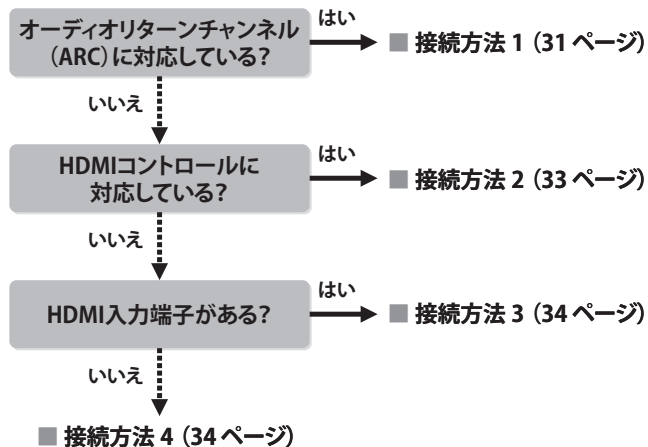 オーディオリターンチャンネル
（ARC）に対応している？
はい
■ 接続方法 1（31 ページ）
いいえ
HDMIコントロールに
対応している？
はい
■ 接続方法 2（33 ページ）
いいえ
HDMI入力端子がある？
はい
■ 接続方法 3（34 ページ）
いいえ
■ 接続方法 4（34 ページ）